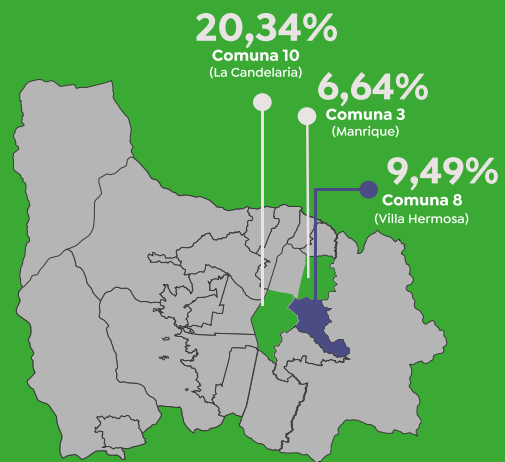 20,34%
Comuna 10
(La Candelaria)
6,64%
Comuna 3
(Manrique)
9,49%
Comuna 8
(Villa Hermosa)